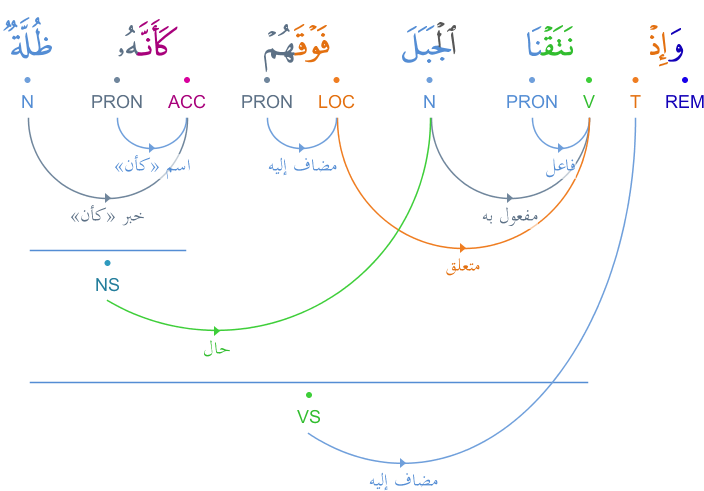 وَإِذۡ نَتَقۡنَا ٱلۡجَبَلَ فَوۡقَهُمۡ كَأَنَّهُۥ ظُلَّةٞ
REM T V PRON N LOC PRON ACC PRON N
فاعل مضاف إليه اسم «كأن»
مفعول به خبر «كأن»
متعلق
NS
حال
VS
مضاف إليه